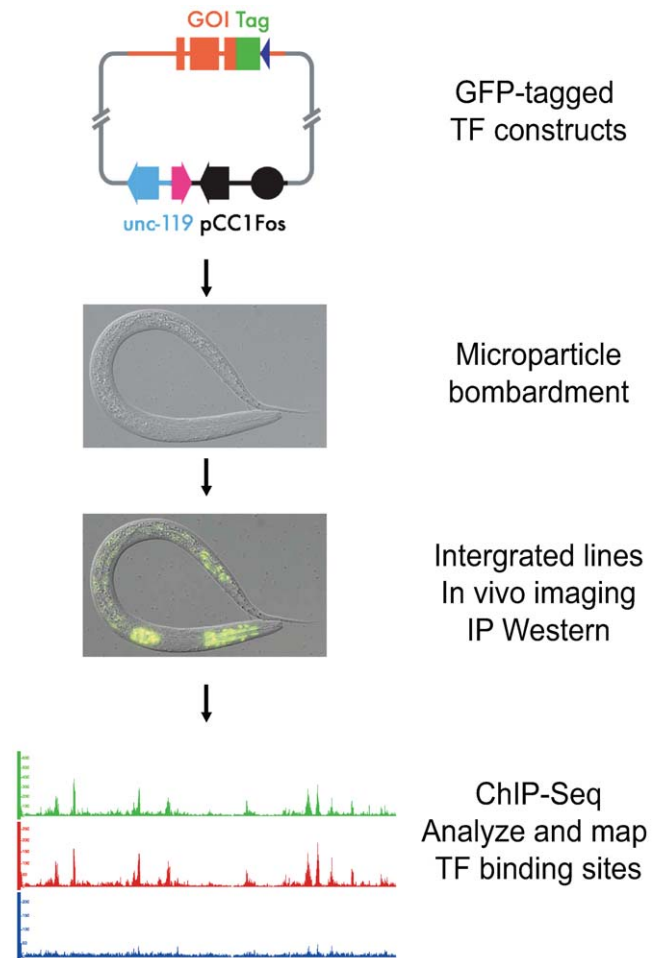 GOI Tag
GFP-tagged
TF constructs
unc-119 pCC1Fos
Microparticle
bombardment
Intergrated lines
In vivo imaging
IP Western
ChIP-Seq
Analyze and map
TF binding sites